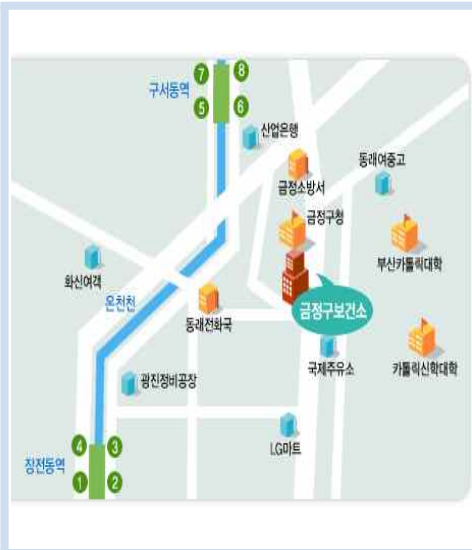 7 8
구서동역
5 6
산업은행
동래여중고
금정소방서
금정구청
부산카톨릭대학
화신여객
온천천
동래전화국
금정구보건소
국제주유소
카톨릭신학대학
광진정비공장
LG마트
4 3
장전동역
1 2